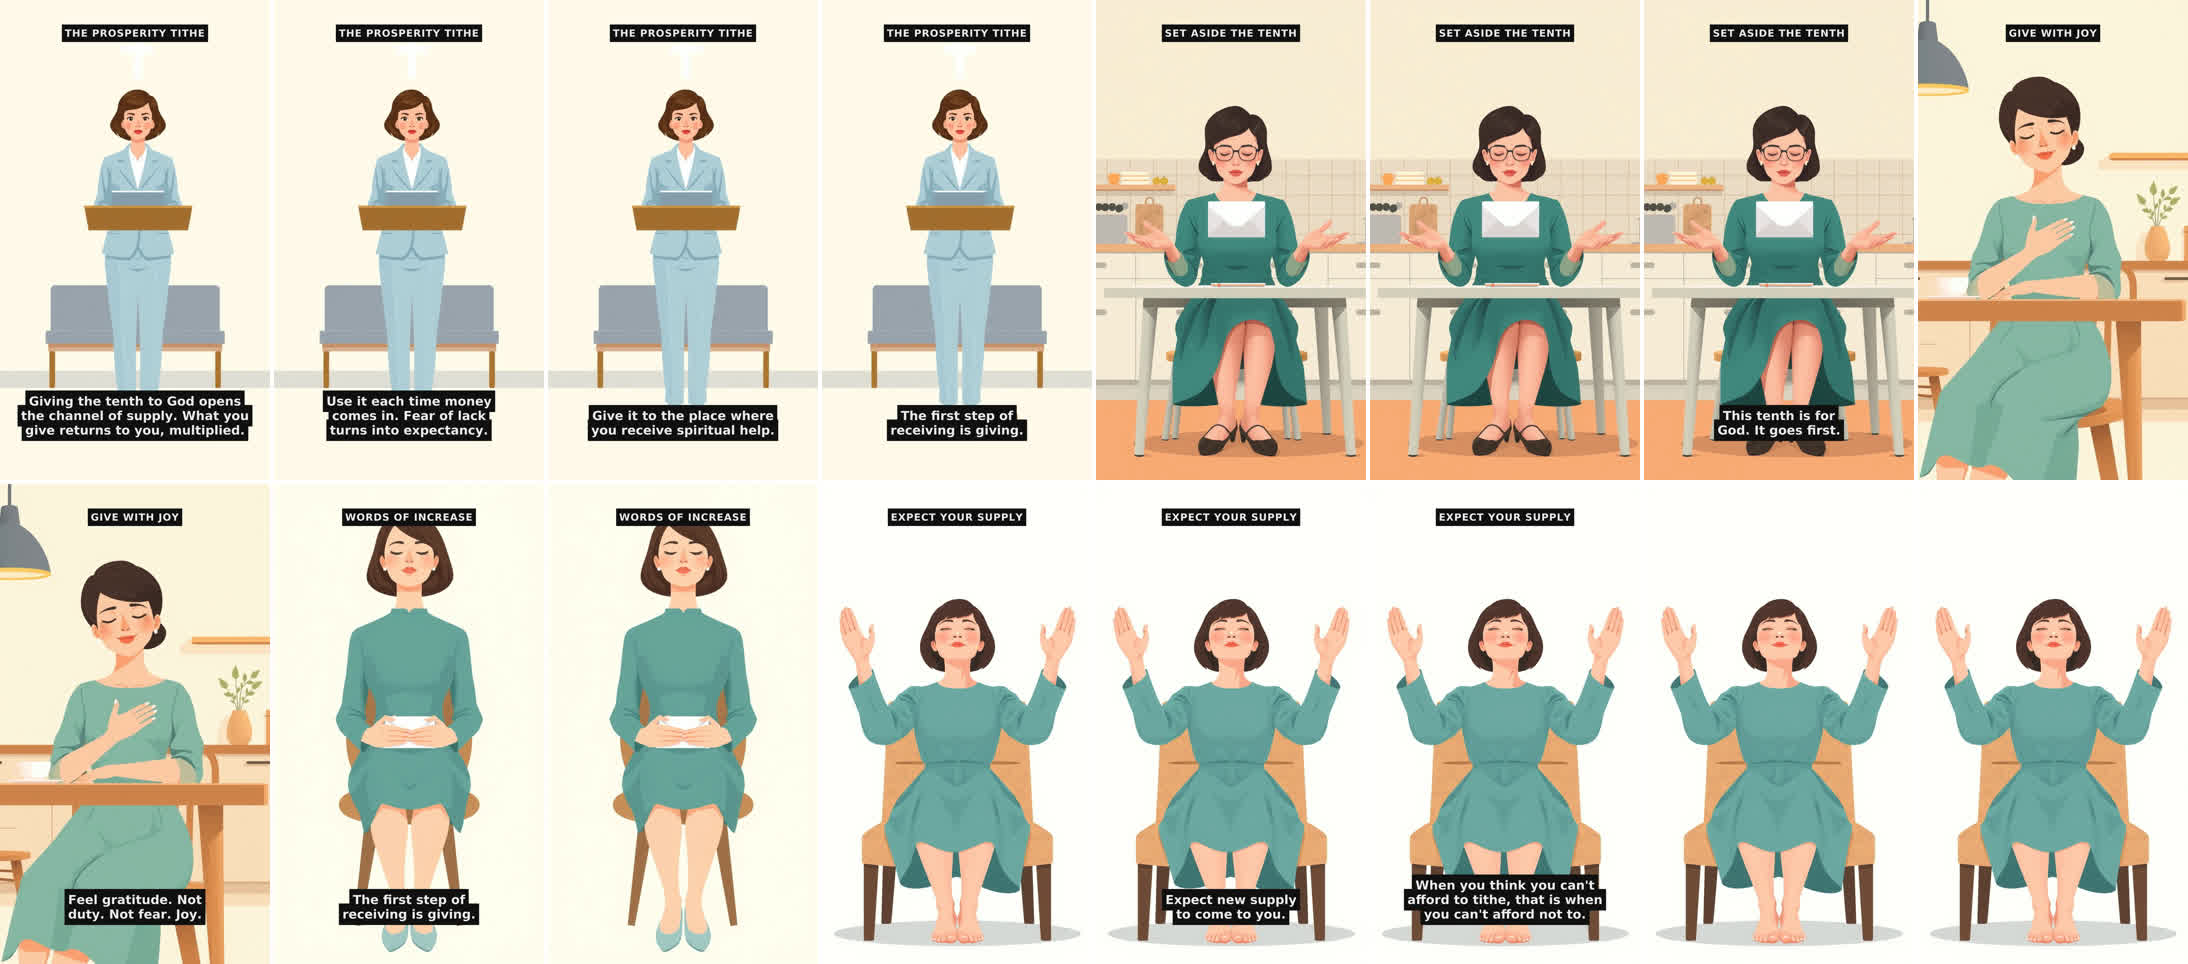 THE PROSPERITY TITHE
Giving the tenth to God opens
the channel of supply. What you
give returns to you, multiplied.
THE PROSPERITY TITHE
Use it each time money
comes in. Fear of lack
turns into expectancy.
THE PROSPERITY TITHE
Give it to the place where
you receive spiritual help.
THE PROSPERITY TITHE
The first step of
receiving is giving.
SET ASIDE THE TENTH
SET ASIDE THE TENTH
SET ASIDE THE TENTH
This tenth is for
God. It goes first.
GIVE WITH JOY
GIVE WITH JOY
Feel gratitude. Not
duty. Not fear. Joy.
WORDS OF INCREASE
The first step of
receiving is giving.
WORDS OF INCREASE
EXPECT YOUR SUPPLY
EXPECT YOUR SUPPLY
Expect new supply
to come to you.
EXPECT YOUR SUPPLY
When you think you can't
afford to tithe, that is when
you can't afford not to.